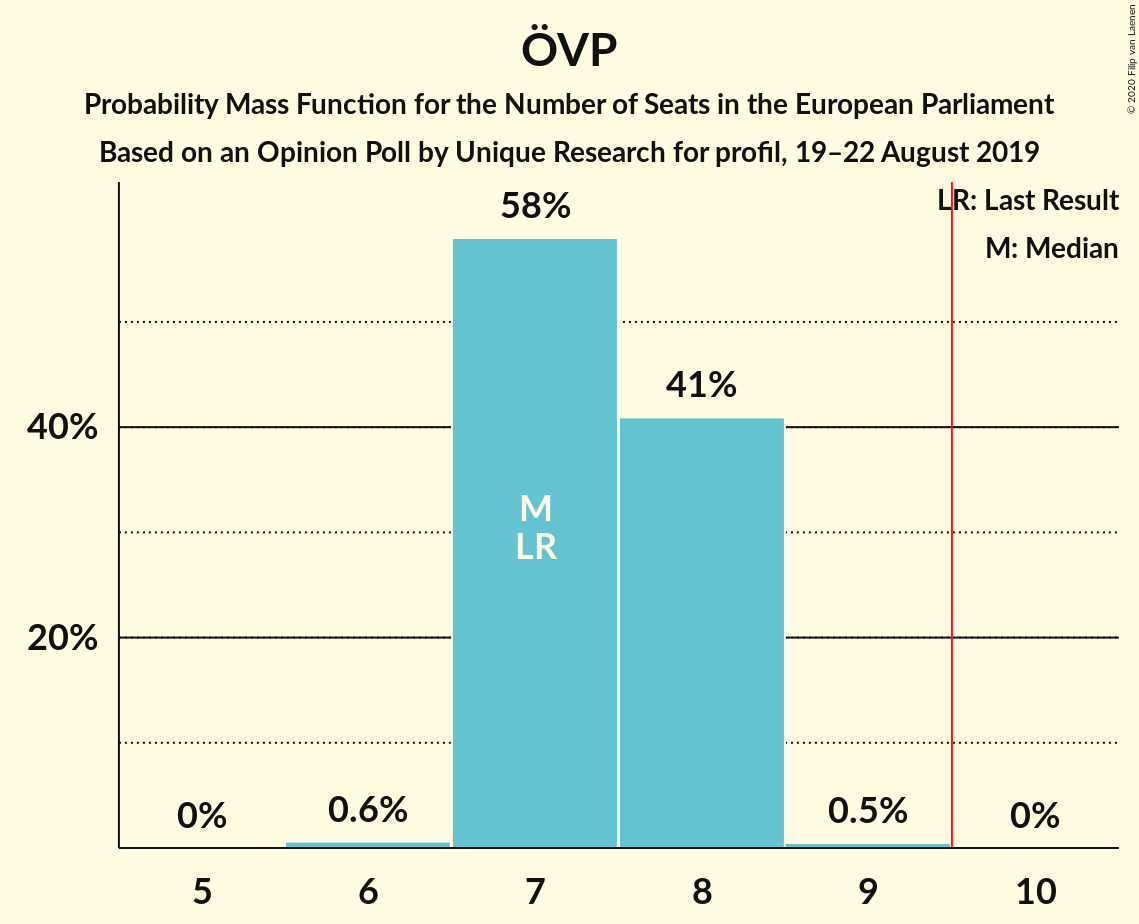 ÖVP
Probability Mass Function for the Number of Seats in the European Parliament
Based on an Opinion Poll by Unique Research for profil, 19–22 August 2019
© 2020 Filip van Laenen
LR: Last Result
M: Median
58%
41%
40%
M
LR
20%
0%
0.6%
0.5%
0%
5
6
7
8
9
10